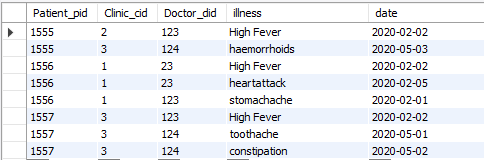 Patient_pid Clinic_cid Doctor_did illness date
1555 2 123 High Fever 2020-02-02
1555 3 124 haemorrhoids 2020-05-03
1556 1 23 High Fever 2020-02-02
1556 1 23 heartattack 2020-02-05
1556 1 123 stomachache 2020-02-01
1557 3 123 High Fever 2020-02-02
1557 3 124 toothache 2020-05-01
1557 3 124 constipation 2020-05-02